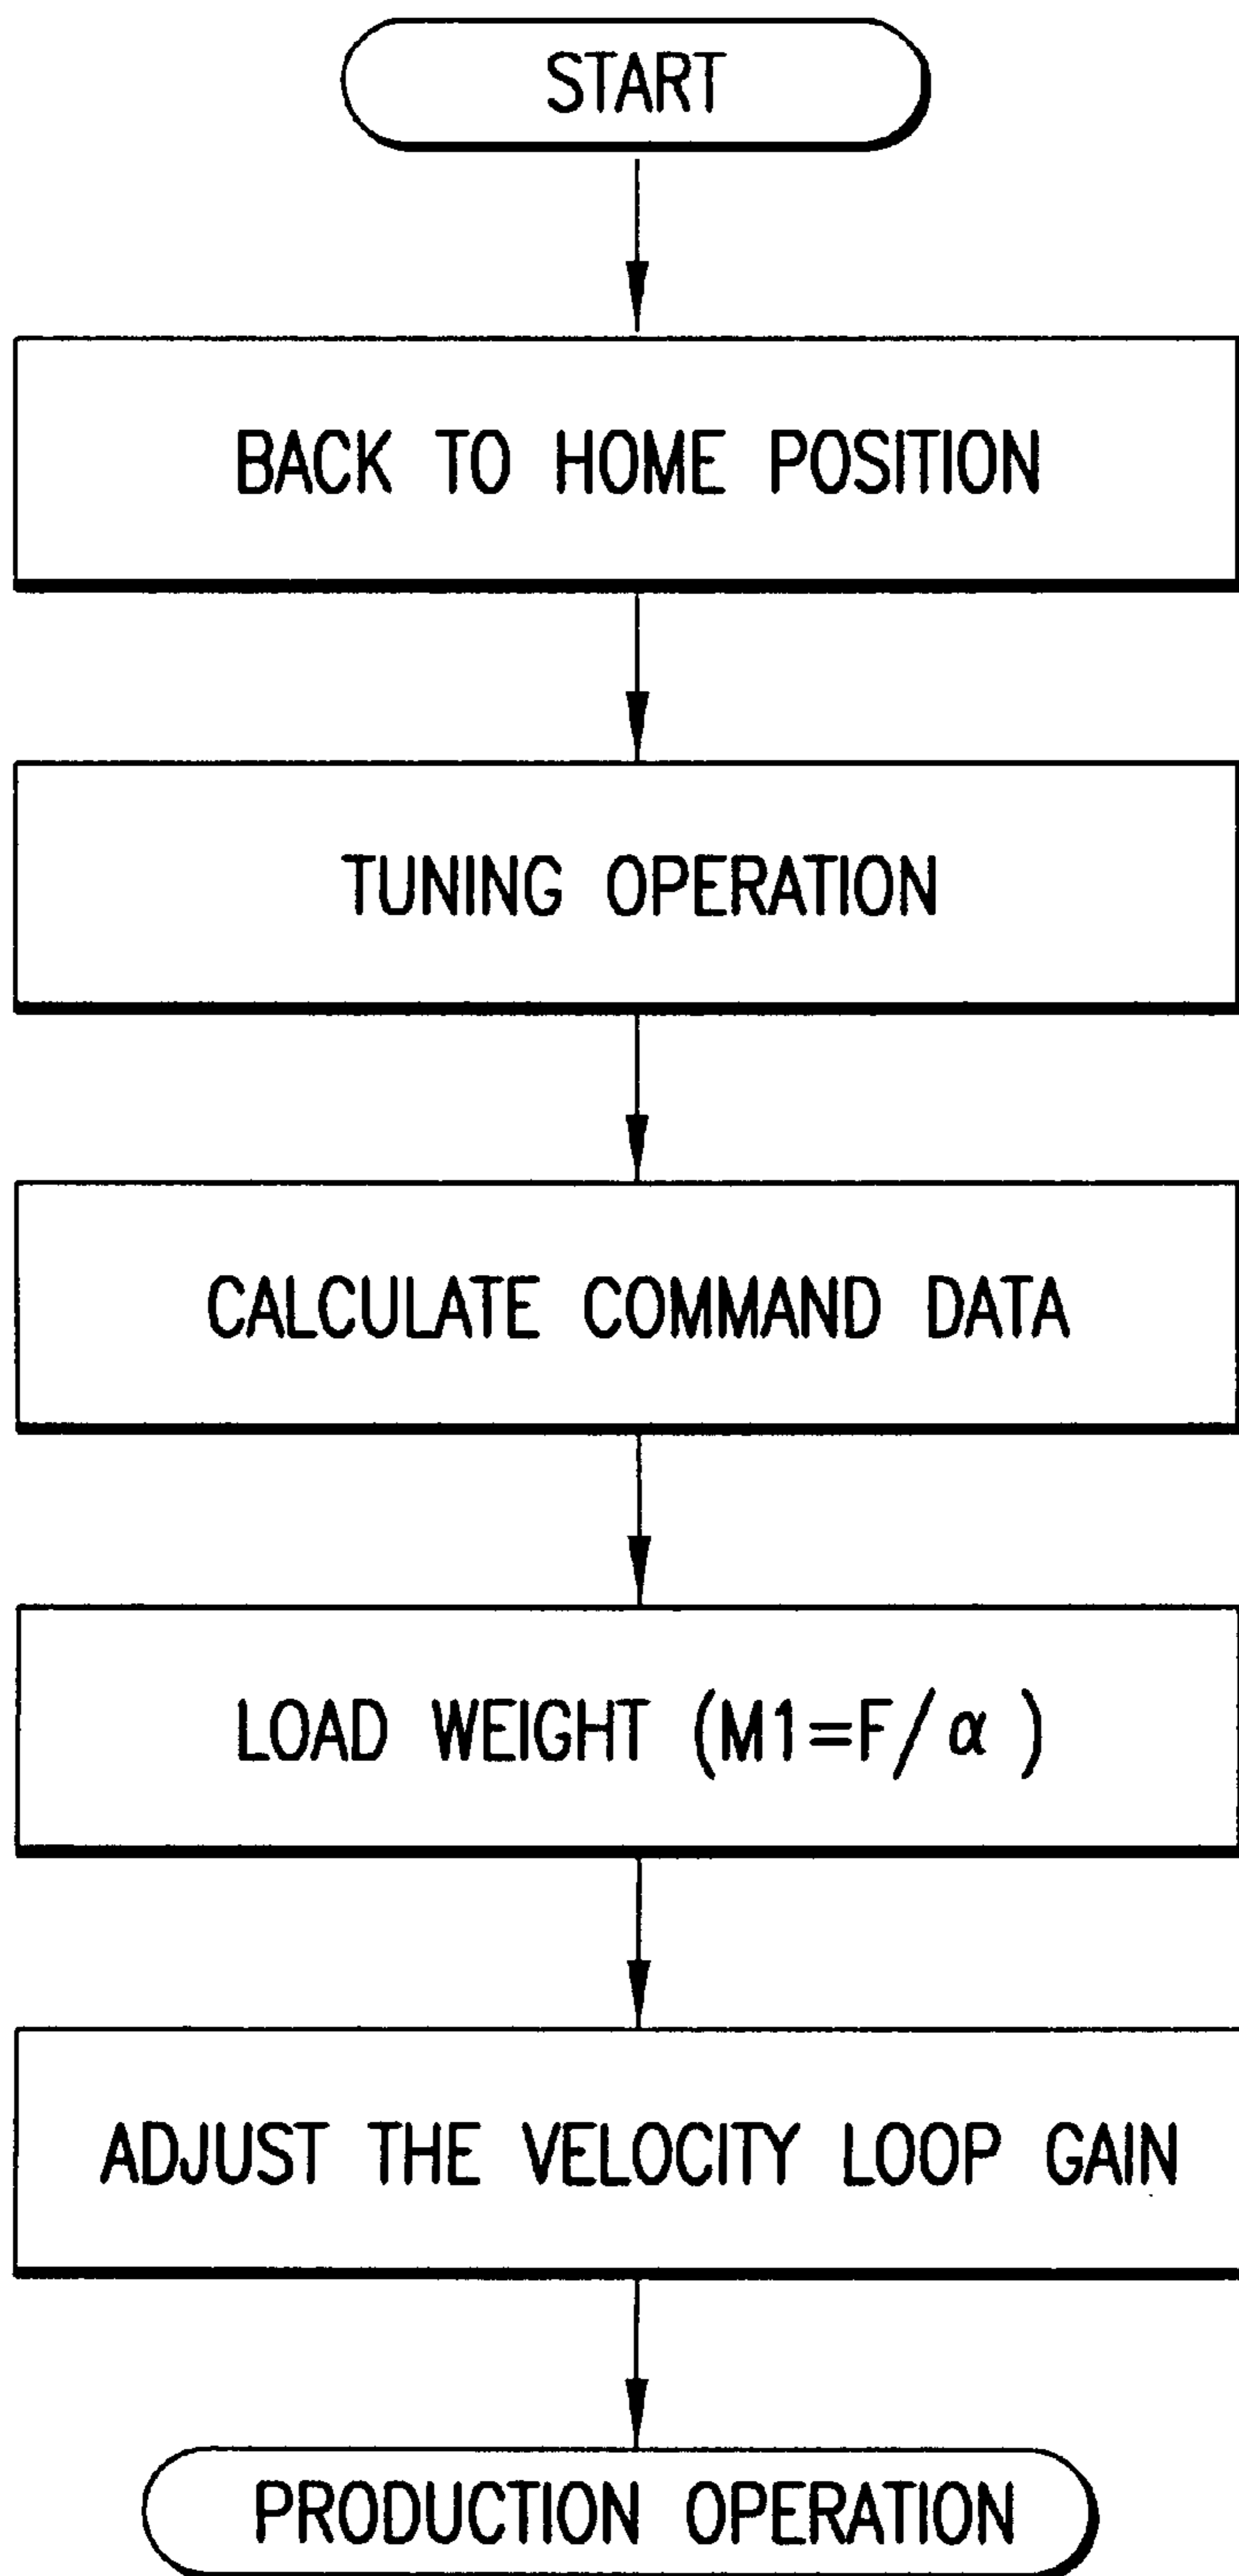 START
BACK TO HOME POSITION
TUNING OPERATION
CALCULATE COMMAND DATA
LOAD WEIGHT (M1=F/α )
ADJUST THE VELOCITY LOOP GAIN
PRODUCTION OPERATION